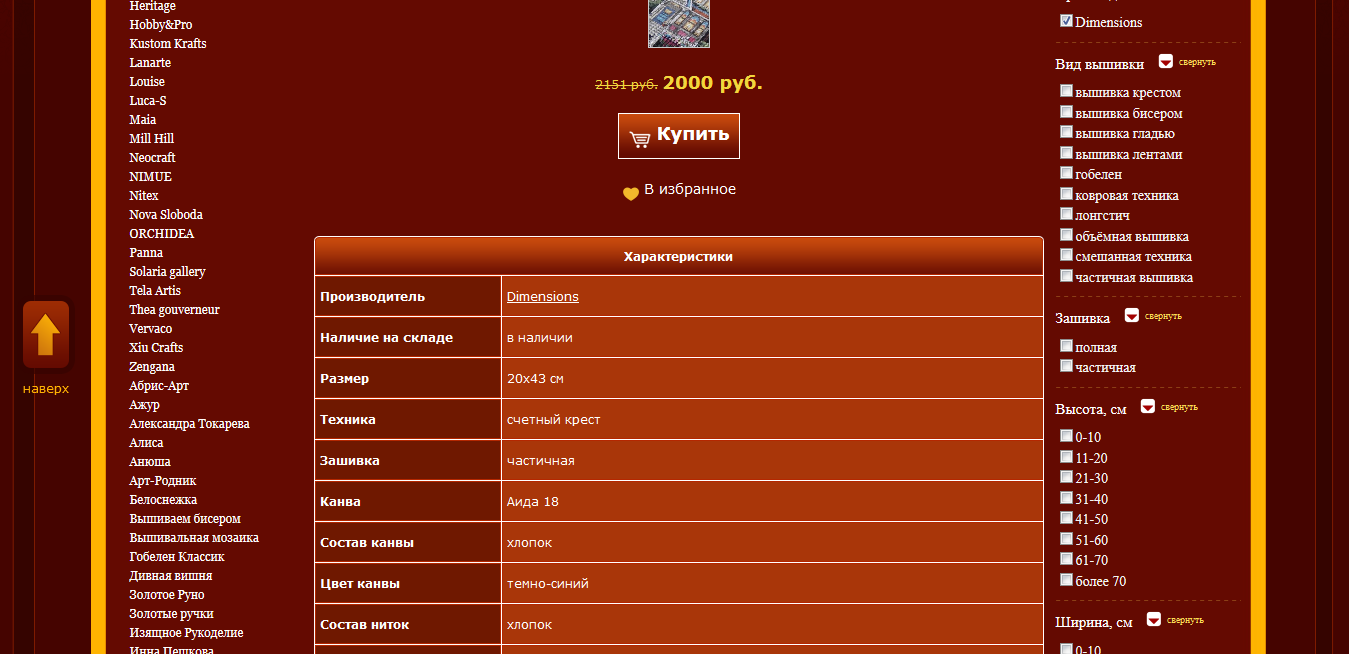 Heritage
Hobby&Pro
Kustom Krafts
Lanarte
Louise
Luca-S
Maia
Mill Hill
Neocraft
NIMUE
Nitex
Nova Sloboda
ORCHIDEA
Panna
Solaria gallery
Tela Artis
Thea gouverneur
Vervaco
Xiu Crafts
Zengana
Абрис-Арт
Ажур
Александра Токарева
Алиса
Анюша
Арт-Родник
Белоснежка
Вышиваем бисером
Вышивальная мозаика
Гобелен Классик
Дивная вишня
Золотое Руно
Золотые ручки
Изящное Рукоделие
Инна Пешкова
наверх
2151 руб. 2000 руб.
Купить
В избранное
Характеристики
Производитель Dimensions
Наличие на складе в наличии
Размер 20x43 см
Техника счетный крест
Зашивка частичная
Канва Аида 18
Состав канвы хлопок
Цвет канвы темно-синий
Состав ниток хлопок
Dimensions
Вид вышивки свернуть
вышивка крестом
вышивка бисером
вышивка гладью
вышивка лентами
гобелен
ковровая техника
лонгстич
объёмная вышивка
смешанная техника
частичная вышивка
Зашивка свернуть
полная
частичная
Высота, см свернуть
0-10
11-20
21-30
31-40
41-50
51-60
61-70
более 70
Ширина, см свернуть
0-10